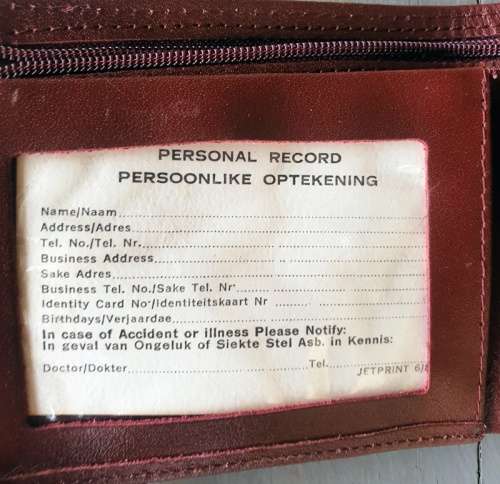 PERSONAL RECORD
PERSOONLIKE OPTEKENING
Name/Naam
Address/Adres
Tel. No./Tel. Nr.
Business Address
Sake Adres
Business Tel. No./Sake Tel. Nr
Identity Card No/Identiteitskaart Nr
Birthdays/Verjaardae
In case of Accident or illness Please Notify:
In geval van Ongeluk of Siekte Stel Asb. in Kennis:
Doctor/Dokter Tel.
JETPRINT